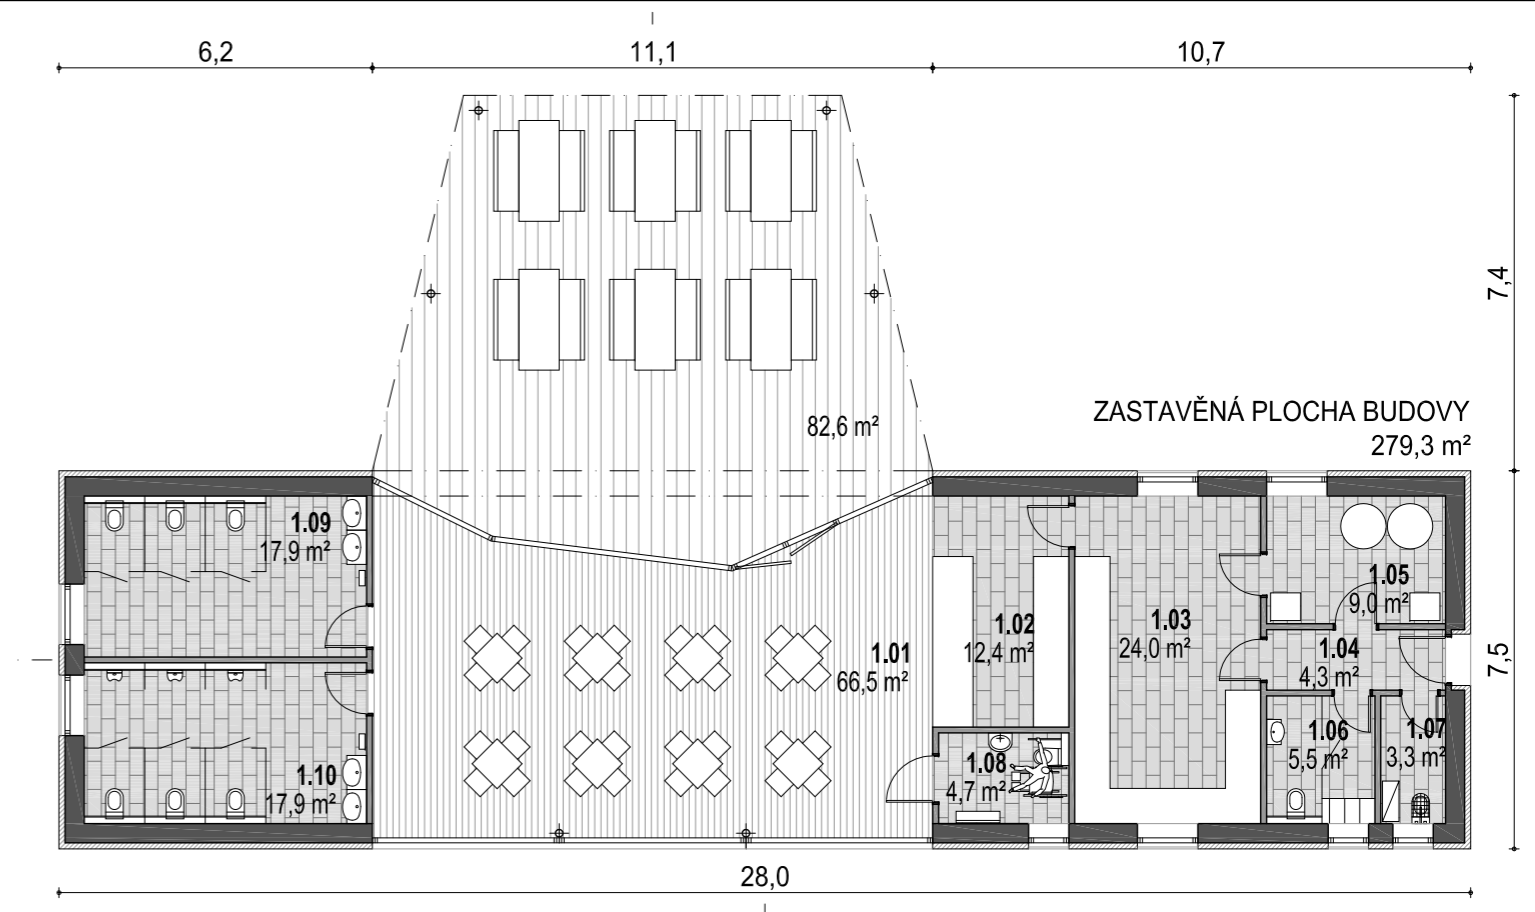 6,2
11,1
10,7
7,4
82,6 m²
ZASTAVĚNÁ PLOCHA BUDOVY
279,3 m²
1.09
17,9 m²
1.05
9,0 m²
1.02
12,4 m²
1.03
24,0 m²
1.01
66,5 m²
1.04
4,3 m²
7,5
1.10
17,9 m²
1.08
4,7 m²
1.06
5,5 m²
1.07
3,3 m²
28,0